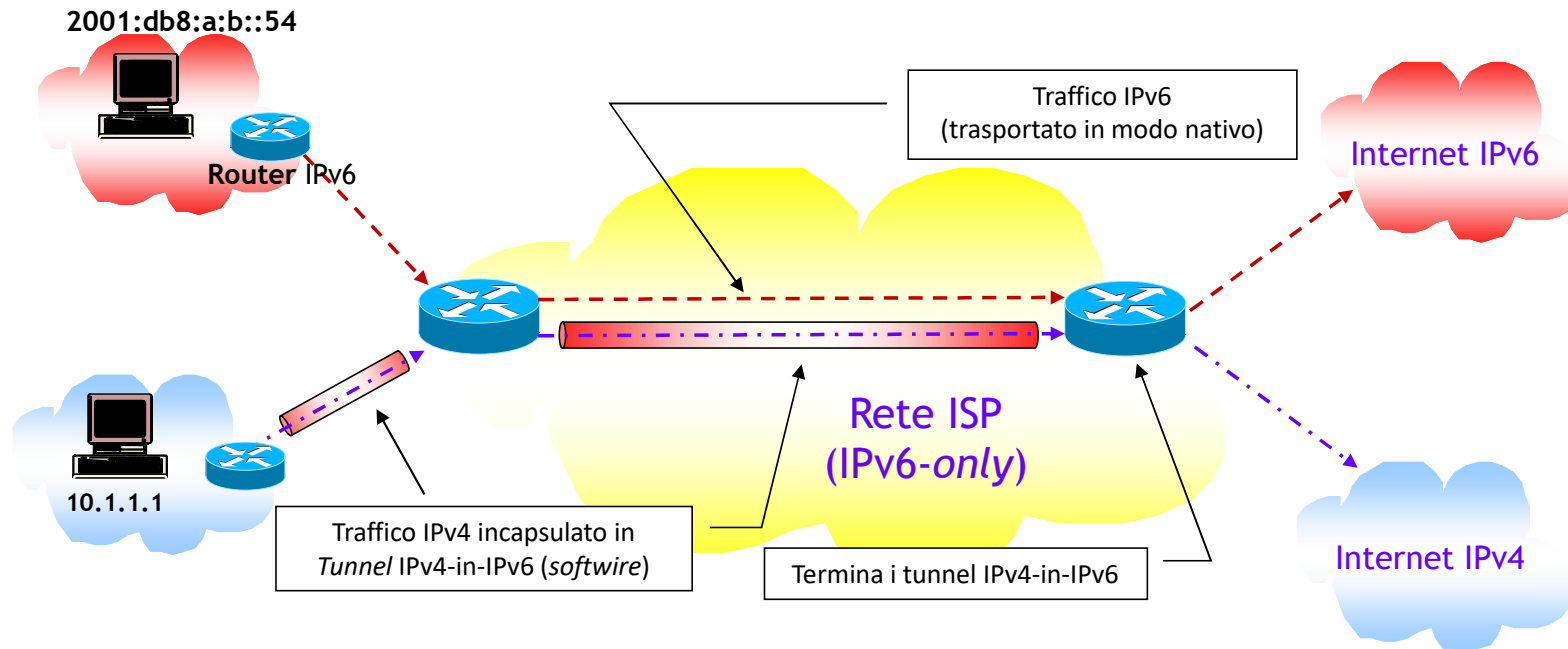 2001:db8:a:b::54
Router IPv6
Traffico IPv6
(trasportato in modo nativo)
Internet IPv6
Rete ISP
(IPv6-only)
10.1.1.1
Traffico IPv4 incapsulato in
Tunnel IPv4-in-IPv6 (softwire)
Termina i tunnel IPv4-in-IPv6
Internet IPv4